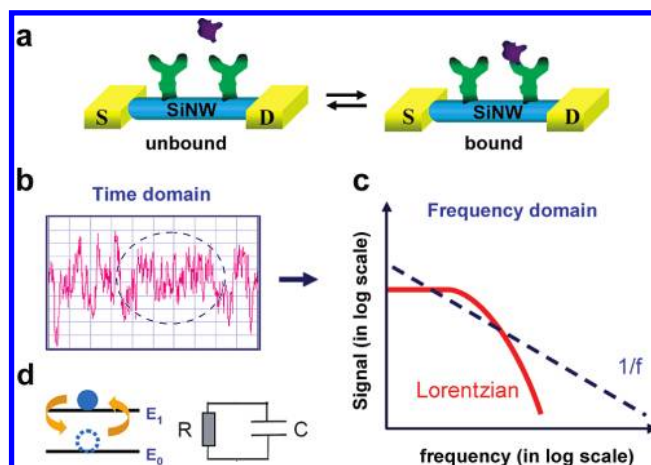 a
S
SiNW
D
unbound
S
SiNW
D
bound
b
Time domain
c
Frequency domain
Signal (in log scale)
Lorentzian
1/f
frequency (in log scale)
d
E1
E0
R
C